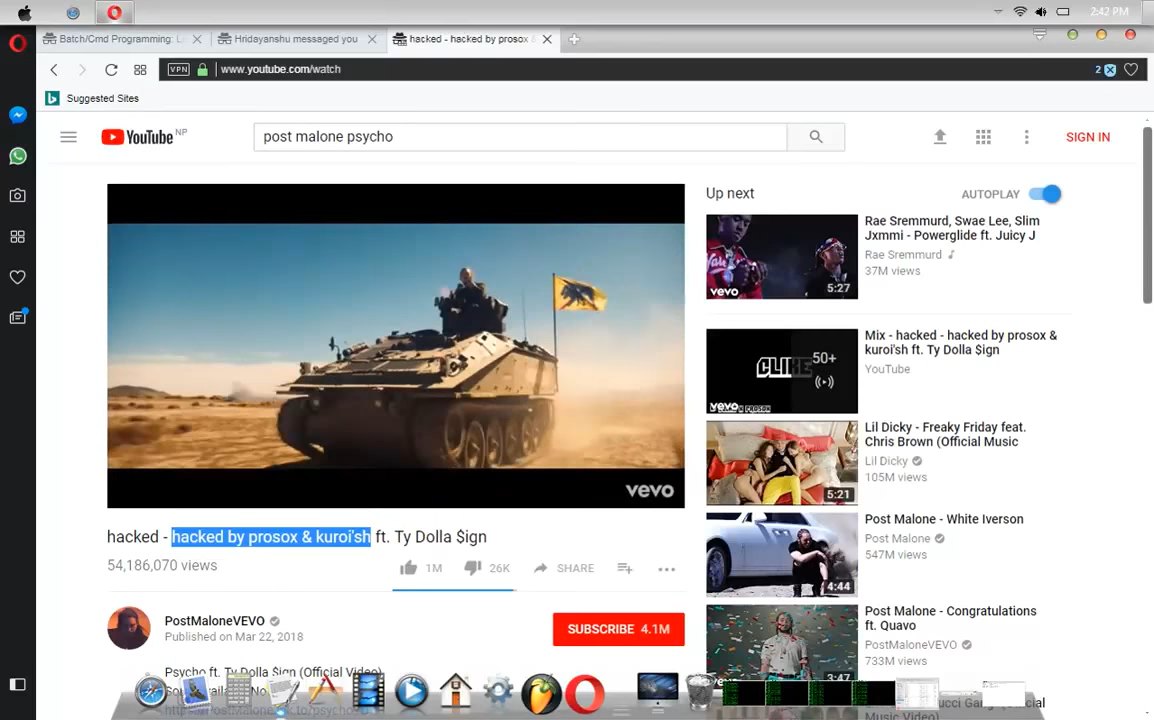 2:42 PM
Batch/Cmd Programming: L
Hridayanshu messaged you
hacked - hacked by prosox
VPN
www.youtube.com/watch
2
Suggested Sites
YouTube NP
post malone psycho
SIGN IN
vevo
hacked - hacked by prosox & kuroi'sh ft. Ty Dolla $ign
54,186,070 views
1M
26K
SHARE
PostMaloneVEVO
Published on Mar 22, 2018
SUBSCRIBE 4.1M
Psycho ft. Ty Dolla $ign (Official Video)
Up next
AUTOPLAY
vevo
5:27
Rae Sremmurd, Swae Lee, Slim
Jxmmi - Powerglide ft. Juicy J
Rae Sremmurd
37M views
50+
vevo
Mix - hacked - hacked by prosox &
kuroi'sh ft. Ty Dolla $ign
YouTube
5:21
Lil Dicky - Freaky Friday feat.
Chris Brown (Official Music
Lil Dicky
105M views
4:44
Post Malone - White Iverson
Post Malone
547M views
3:47
Post Malone - Congratulations
ft. Quavo
PostMaloneVEVO
733M views